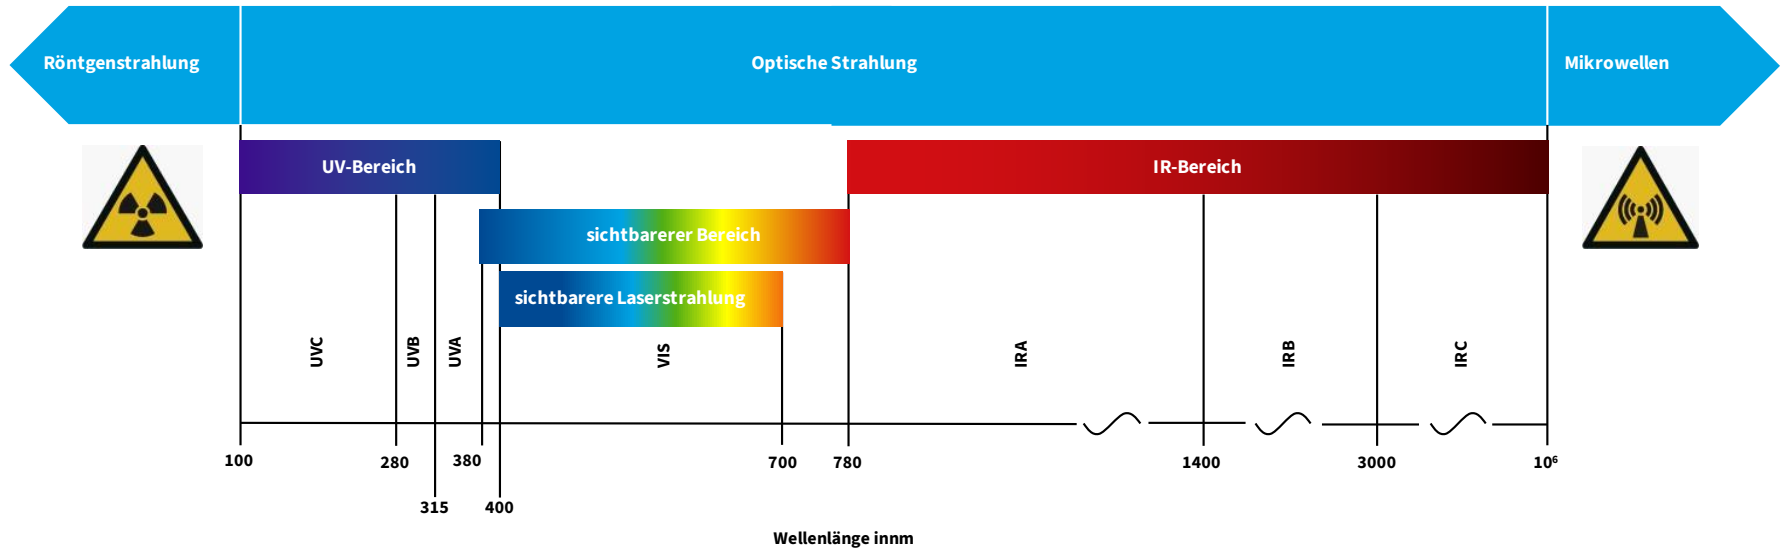 Röntgenstrahlung
Optische Strahlung
Mikrowellen
UV-Bereich
IR-Bereich
sichtbarerer Bereich
sichtbarere Laserstrahlung
UVC
UVB
UVA
VIS
IRA
IRB
IRC
100
280
380
700
780
1400
3000
10⁶
315
400
Wellenlänge innm